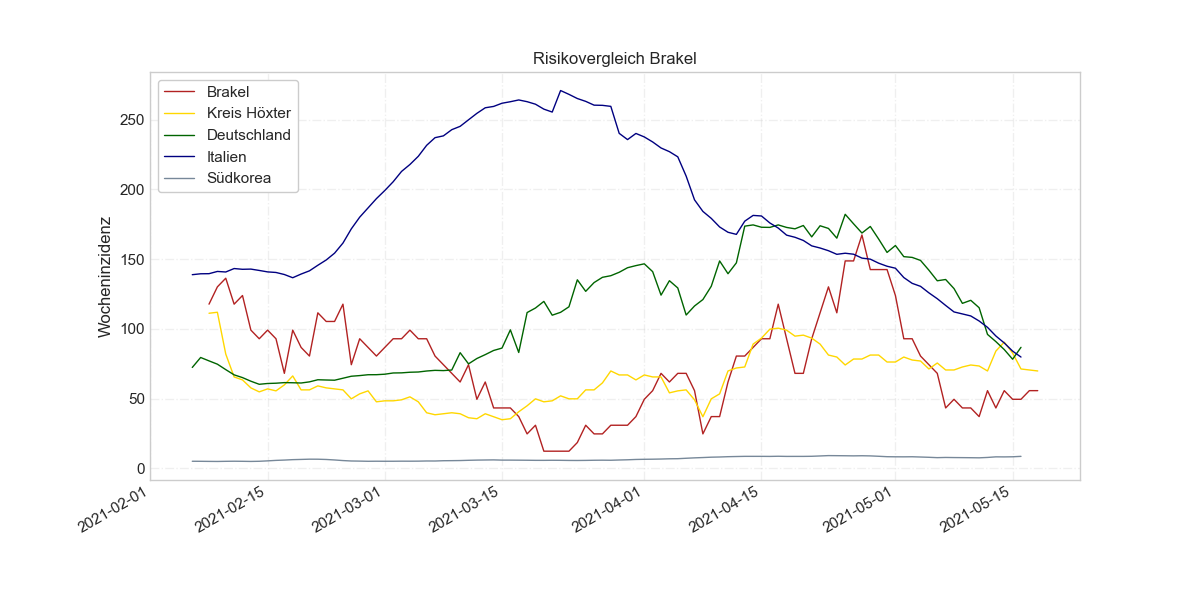 Risikovergleich Brakel
Brakel
Kreis Höxter
Deutschland
Italien
Südkorea
Wocheninzidenz
250
200
150
100
50
0
2021-02-01
2021-02-15
2021-03-01
2021-03-15
2021-04-01
2021-04-15
2021-05-01
2021-05-15